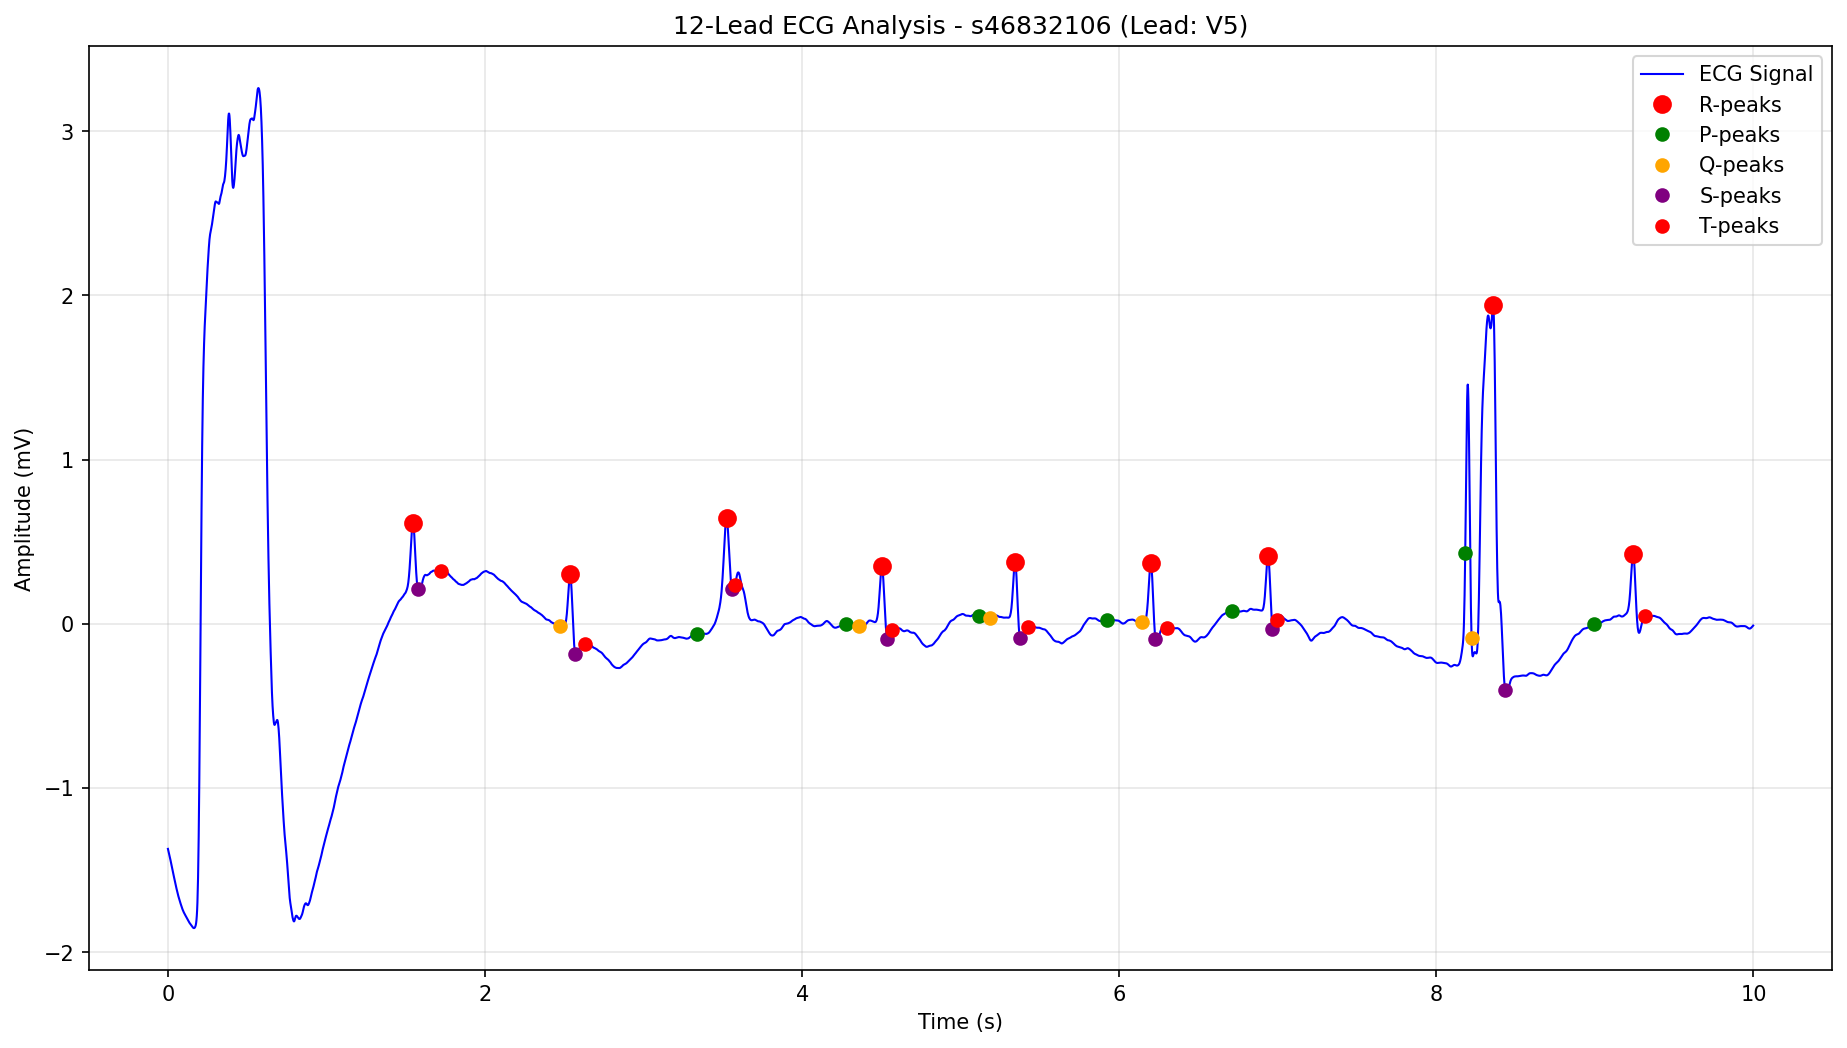 12-Lead ECG Analysis - s46832106 (Lead: V5)
ECG Signal
R-peaks
P-peaks
Q-peaks
S-peaks
T-peaks
Amplitude (mV)
3
2
1
0
−1
−2
0 2 4 6 8 10
Time (s)